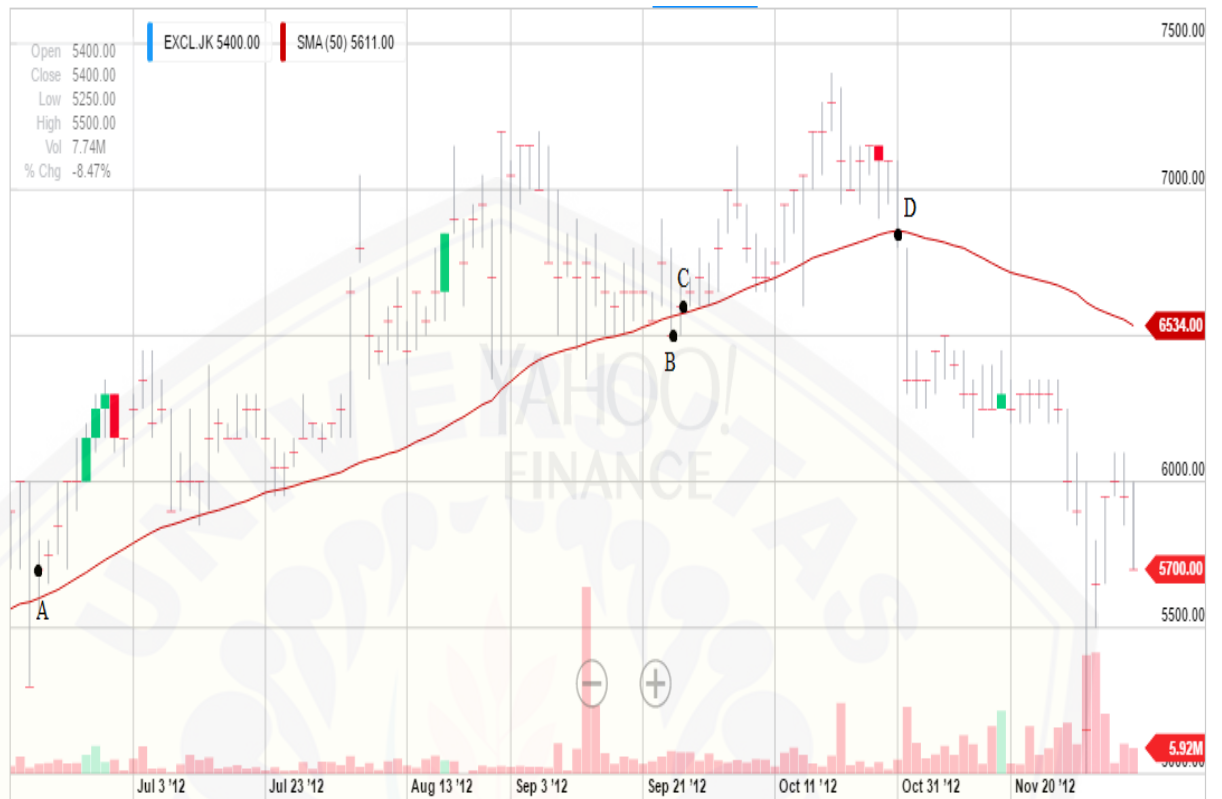 EXCL.JK 5400.00
SMA (50) 5611.00
Open 5400.00
Close 5400.00
Low 5250.00
High 5500.00
Vol 7.74M
% Chg -8.47%
7500.00
7000.00
6534.00
6000.00
5700.00
5500.00
5.92M
5000.00
A
B
C
D
YAHOO!
FINANCE
UNIVERSITAS
Jul 3 '12
Jul 23 '12
Aug 13 '12
Sep 3 '12
Sep 21 '12
Oct 11 '12
Oct 31 '12
Nov 20 '12